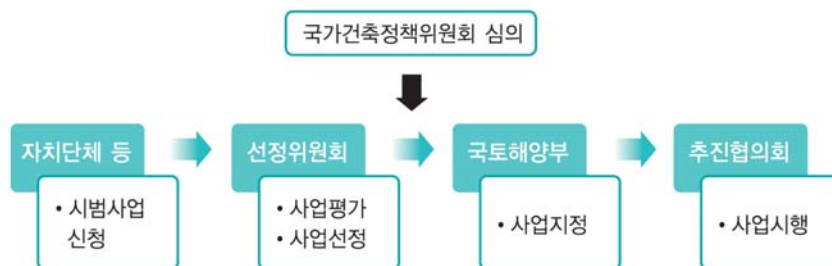 국가건축정책위원회 심의
자치단체 등
• 시범사업
신청
선정위원회
• 사업평가
• 사업선정
국토해양부
• 사업지정
추진협의회
• 사업시행